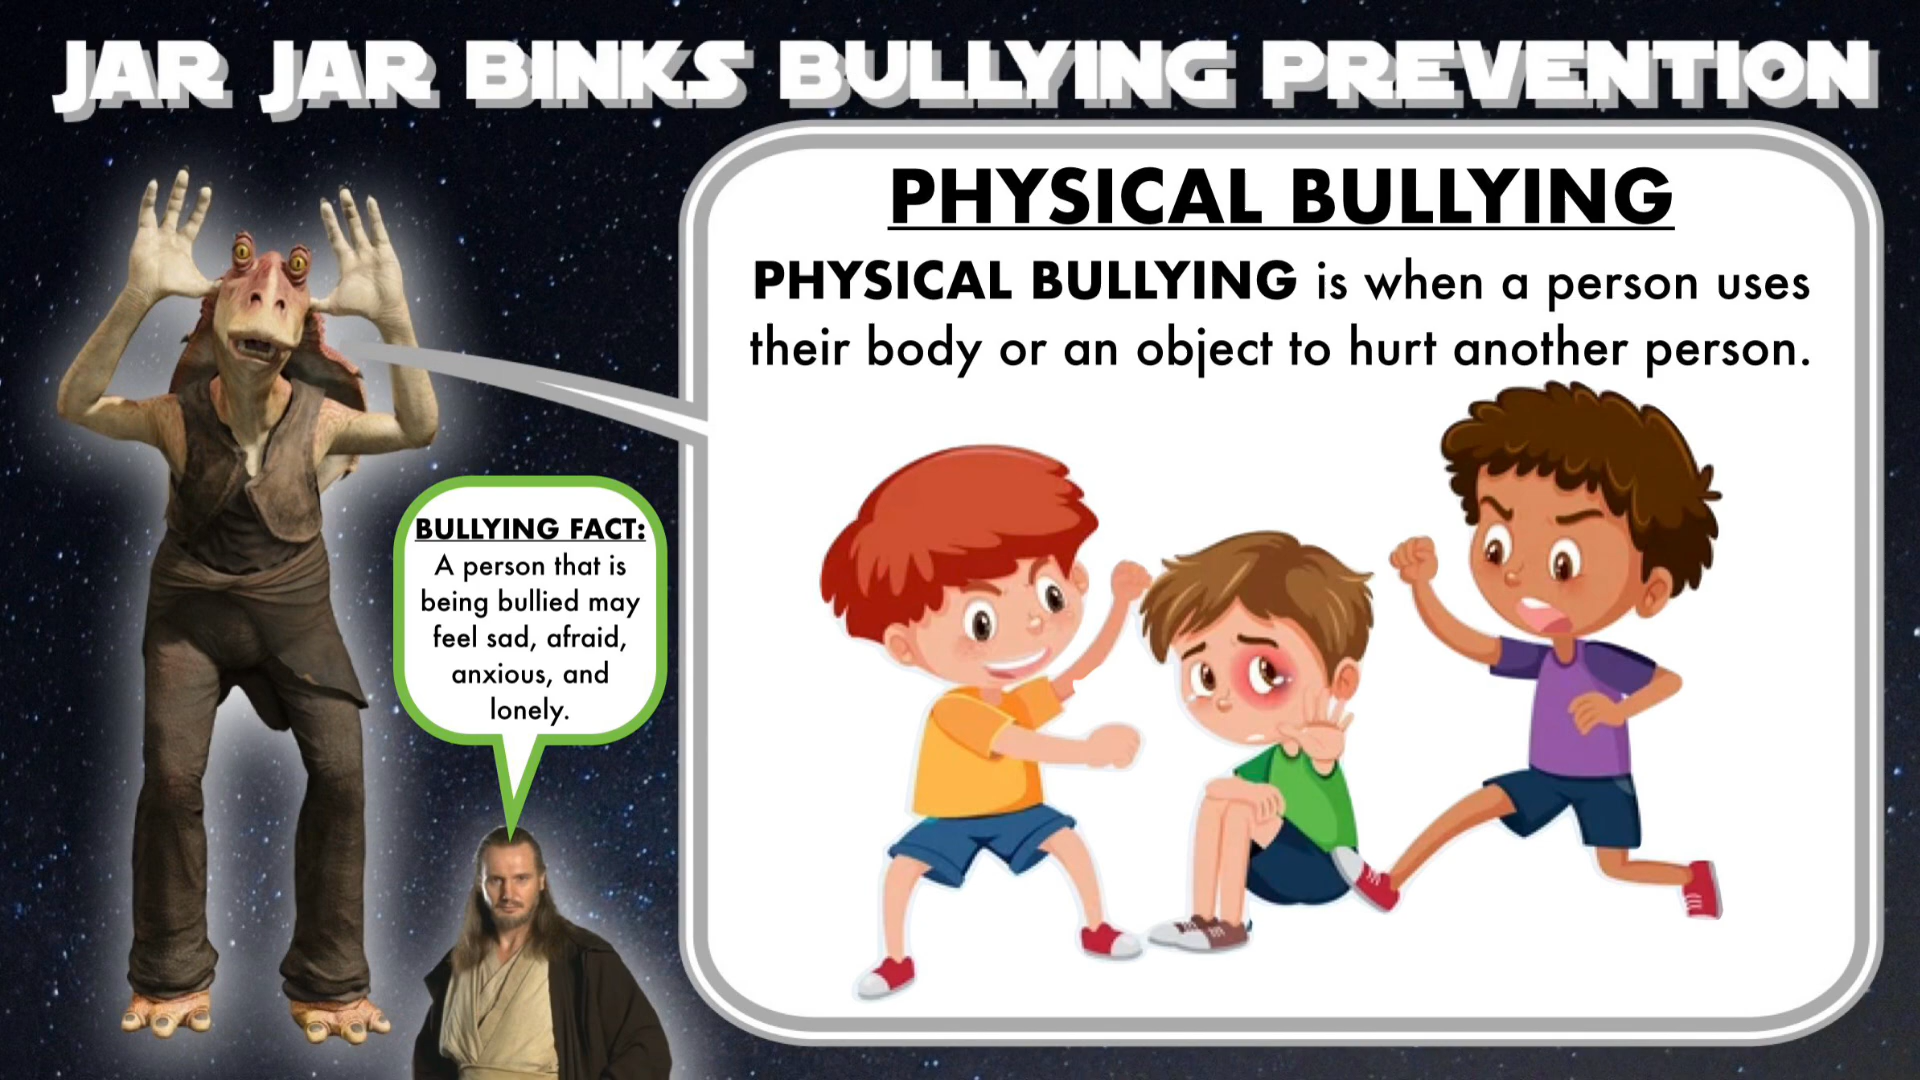 JAR JAR BINKS BULLYING PREVENTION
PHYSICAL BULLYING
PHYSICAL BULLYING is when a person uses
their body or an object to hurt another person.
BULLYING FACT:
A person that is
being bullied may
feel sad, afraid,
anxious, and
lonely.